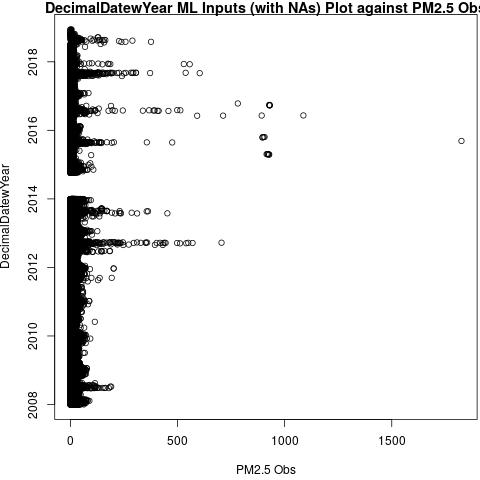 DecimalDatewYear ML Inputs (with NAs) Plot against PM2.5 Obs
2018
2016
2014
2012
2010
2008
DecimalDatewYear
0 500 1000 1500
PM2.5 Obs